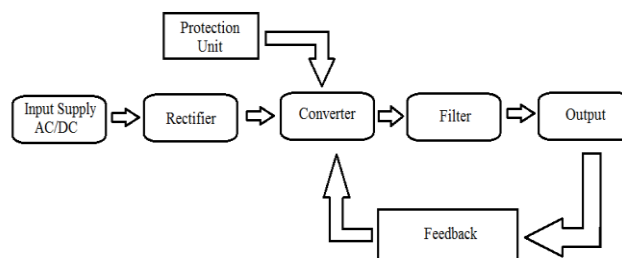 Protection
Unit
Input Supply
AC/DC
Rectifier
Converter
Filter
Output
Feedback